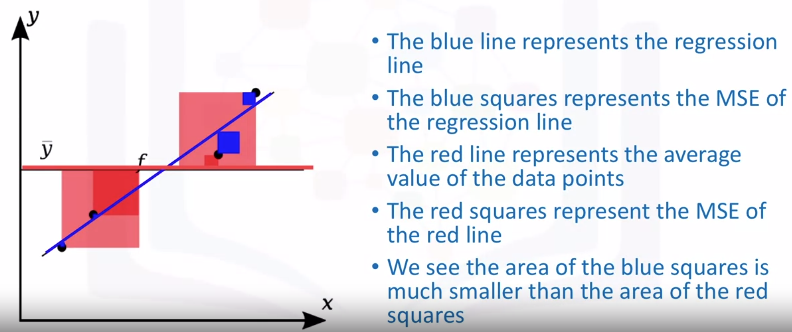 y
ȳ
f
x
• The blue line represents the regression
line
• The blue squares represents the MSE of
the regression line
• The red line represents the average
value of the data points
• The red squares represent the MSE of
the red line
• We see the area of the blue squares is
much smaller than the area of the red
squares